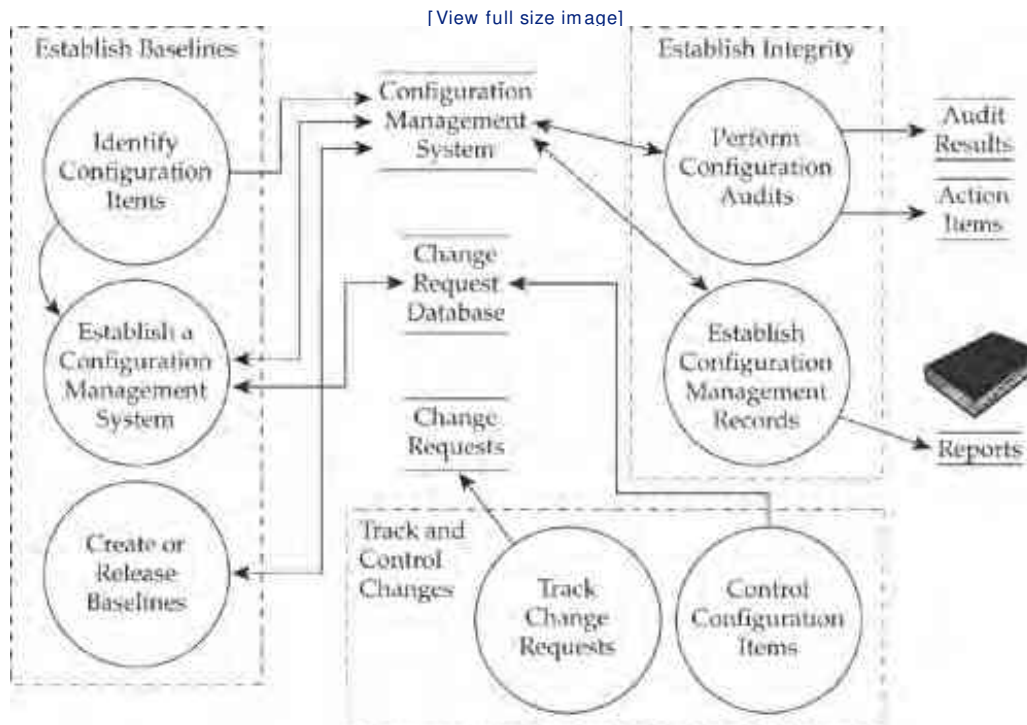 [View full size image]
Establish Baselines
Identify
Configuration
Items
Establish a
Configuration
Management
System
Create or
Release
Baselines
Configuration
Management
System
Change
Request
Database
Change
Requests
Track and
Control
Changes
Track
Change
Requests
Control
Configuration
Items
Establish Integrity
Perform
Configuration
Audits
Establish
Configuration
Management
Records
Audit
Results
Action
Items
Reports